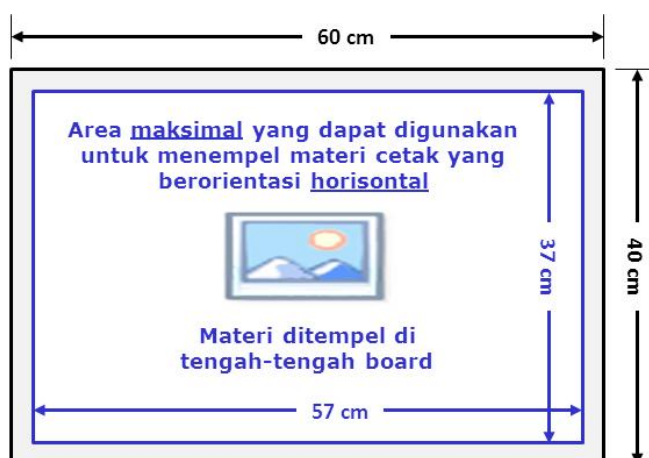 60 cm
Area maksimal yang dapat digunakan
untuk menempel materi cetak yang
berorientasi horisontal
37 cm
40 cm
Materi ditempel di
tengah-tengah board
57 cm